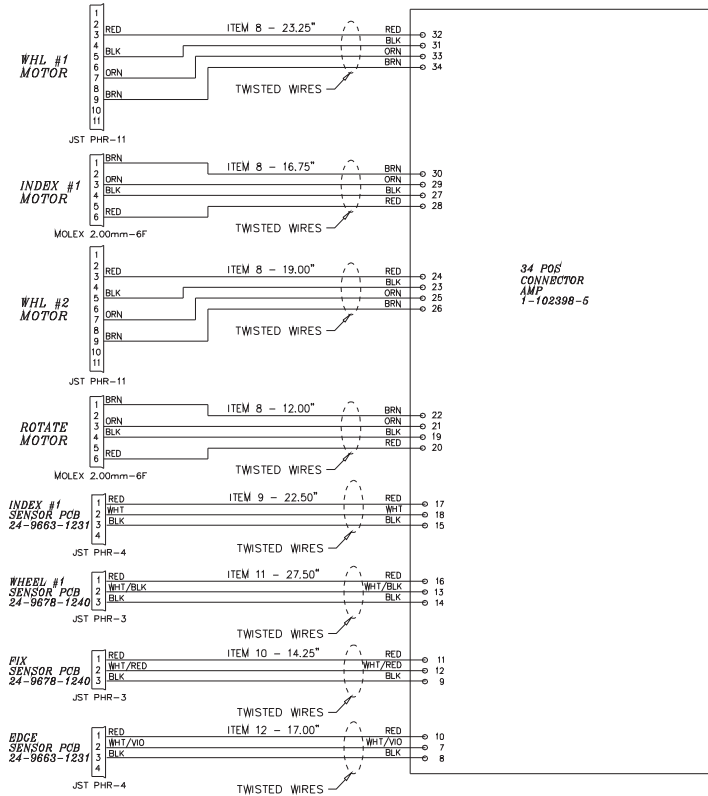 1
2
3 RED ITEM 8 - 23.25" RED 32
4 BLK 31
5 BLK ORN 33
6 BRN 34
7 ORN
8
9 BRN
10
11
WHL #1
MOTOR
TWISTED WIRES
JST PHR-11
1 BRN
2 ITEM 8 - 16.75" BRN 30
3 ORN ORN 29
4 BLK BLK 27
5 RED 28
6 RED
INDEX #1
MOTOR
TWISTED WIRES
MOLEX 2.00mm-6F
1
2
3 RED ITEM 8 - 19.00" RED 24
4 BLK 23
5 BLK ORN 25
6 BRN 26
7 ORN
8
9 BRN
10
11
WHL #2
MOTOR
TWISTED WIRES
JST PHR-11
34 POS
CONNECTOR
AMP
1-102398-5
1 BRN
2 ITEM 8 - 12.00" BRN 22
3 ORN ORN 21
4 BLK BLK 19
5 RED 20
6 RED
ROTATE
MOTOR
TWISTED WIRES
MOLEX 2.00mm-6F
INDEX #1
SENSOR PCB
24-9663-1231
1 RED ITEM 9 - 22.50" RED 17
2 WHT WHT 18
3 BLK BLK 15
4
TWISTED WIRES
JST PHR-4
WHEEL #1
SENSOR PCB
24-9678-1240
1 RED ITEM 11 - 27.50" RED 16
2 WHT/BLK WHT/BLK 13
3 BLK BLK 14
JST PHR-3
TWISTED WIRES
FIX
SENSOR PCB
24-9678-1240
1 RED ITEM 10 - 14.25" RED 11
2 WHT/RED WHT/RED 12
3 BLK BLK 9
JST PHR-3
TWISTED WIRES
EDGE
SENSOR PCB
24-9663-1231
1 RED ITEM 12 - 17.00" RED 10
2 WHT/VIO WHT/VIO 7
3 BLK BLK 8
4
JST PHR-4
TWISTED WIRES